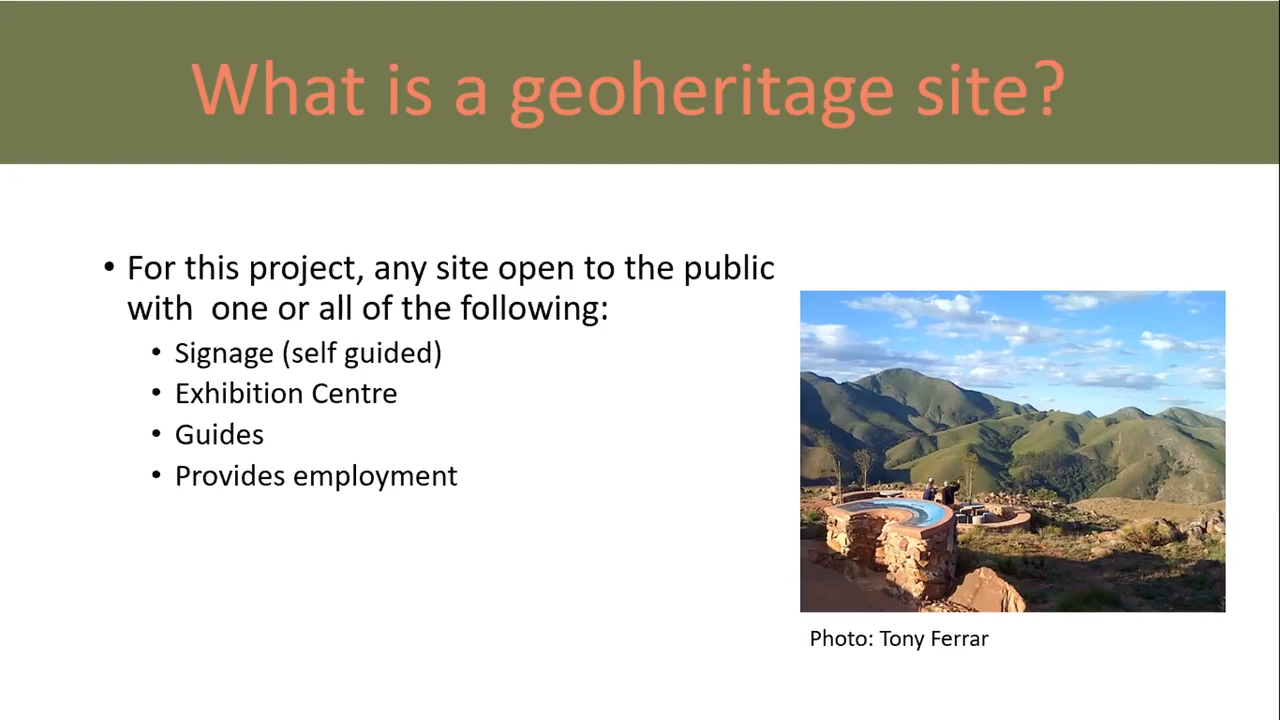 What is a geoheritage site?
• For this project, any site open to the public
with  one or all of the following:
• Signage (self guided)
• Exhibition Centre
• Guides
• Provides employment
Photo: Tony Ferrar